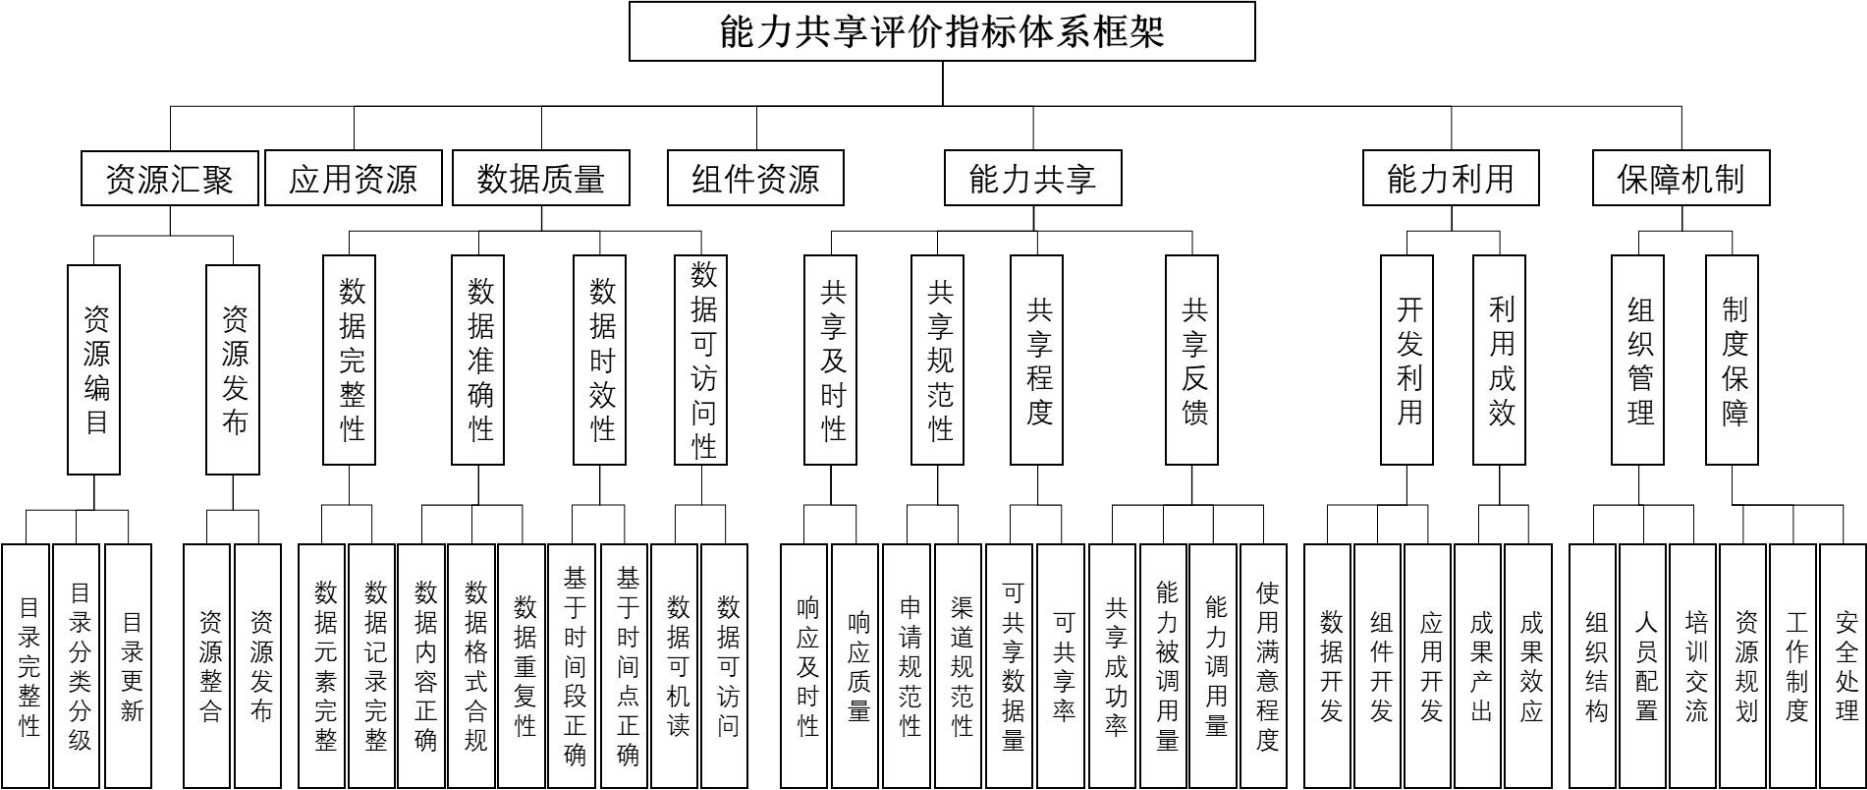 能力共享评价指标体系框架
资源汇聚
应用资源
数据质量
组件资源
能力共享
能力利用
保障机制
资源编目
资源发布
数据完整性
数据准确性
数据时效性
数据可访问性
共享及时性
共享规范性
共享程度
共享反馈
开发利用
利用成效
组织管理
制度保障
目录完整性
目录分类分级
目录更新
资源整合
资源发布
数据元素完整
数据记录完整
数据内容正确
数据格式合规
数据重复性
基于时间段正确
基于时间点正确
数据可机读
数据可访问
响应及时性
响应质量
申请规范性
渠道规范性
可共享数据量
可共享率
共享成功率
能力被调用量
能力调用量
使用满意程度
数据开发
组件开发
应用开发
成果产出
成果效应
组织结构
人员配置
培训交流
资源规划
工作制度
安全处理